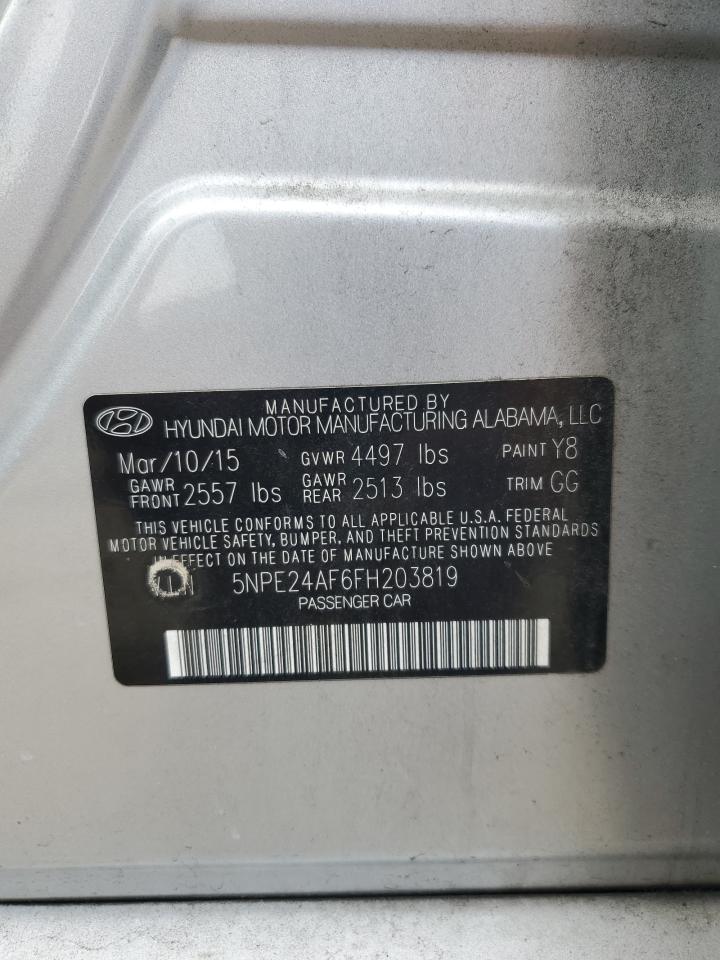 MANUFACTURED BY
HYUNDAI MOTOR MANUFACTURING ALABAMA, LLC
Mar/10/15 GVWR 4497 lbs PAINT Y8
GAWR FRONT 2557 lbs GAWR REAR 2513 lbs TRIM GG
THIS VEHICLE CONFORMS TO ALL APPLICABLE U.S.A. FEDERAL
MOTOR VEHICLE SAFETY, BUMPER, AND THEFT PREVENTION STANDARDS
IN EFFECT ON THE DATE OF MANUFACTURE SHOWN ABOVE
5NPE24AF6FH203819
PASSENGER CAR